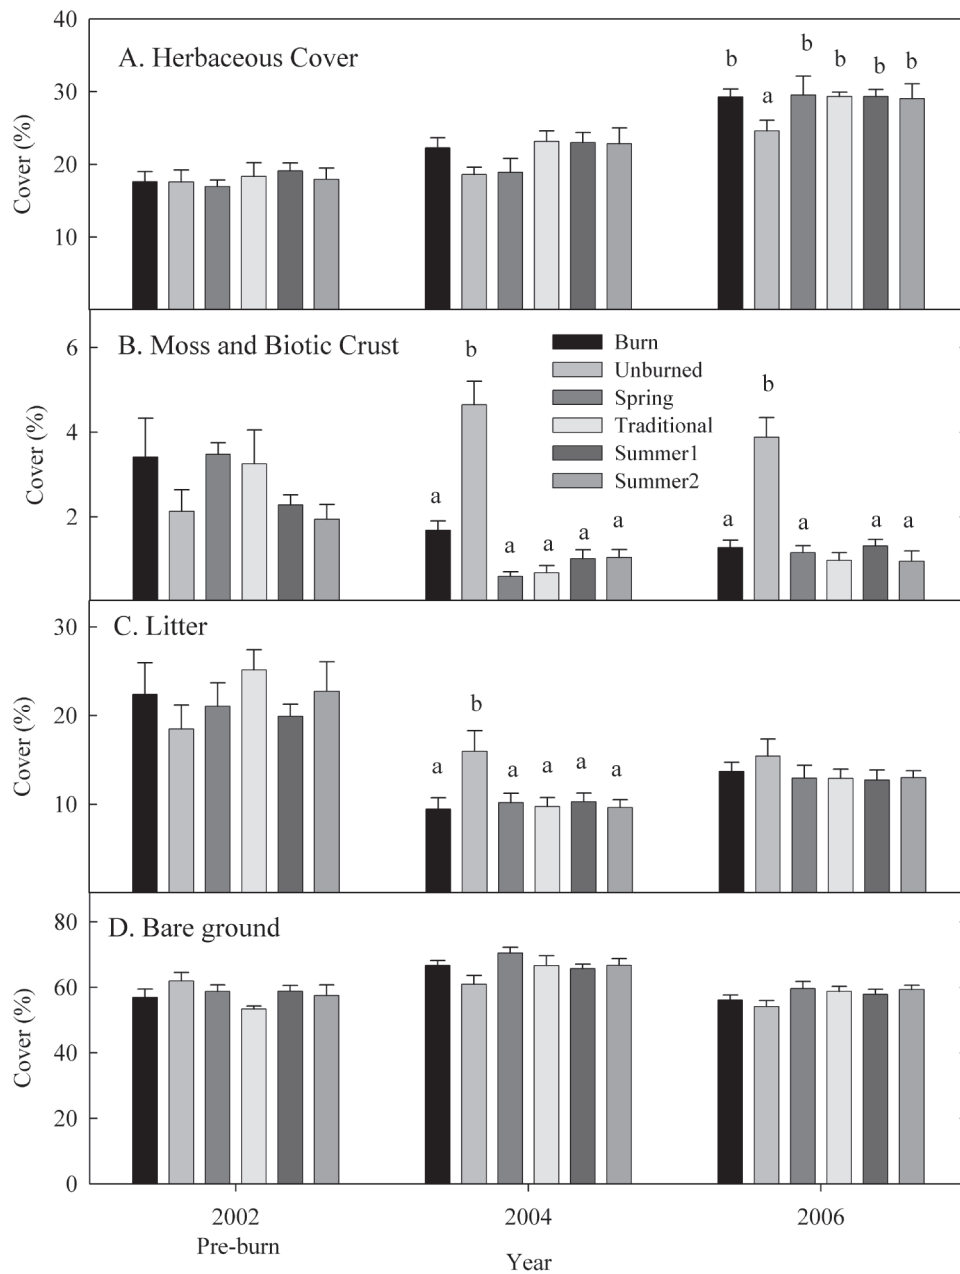 40
A. Herbaceous Cover
b b b b b
a
30
20
10
Cover (%)
B. Moss and Biotic Crust
6
4
2
Cover (%)
Burn
Unburned
Spring
Traditional
Summer1
Summer2
a b a a a a
a b a a a
C. Litter
30
20
10
Cover (%)
a b a a a a
D. Bare ground
80
60
40
20
0
Cover (%)
2002 2004 2006
Pre-burn
Year